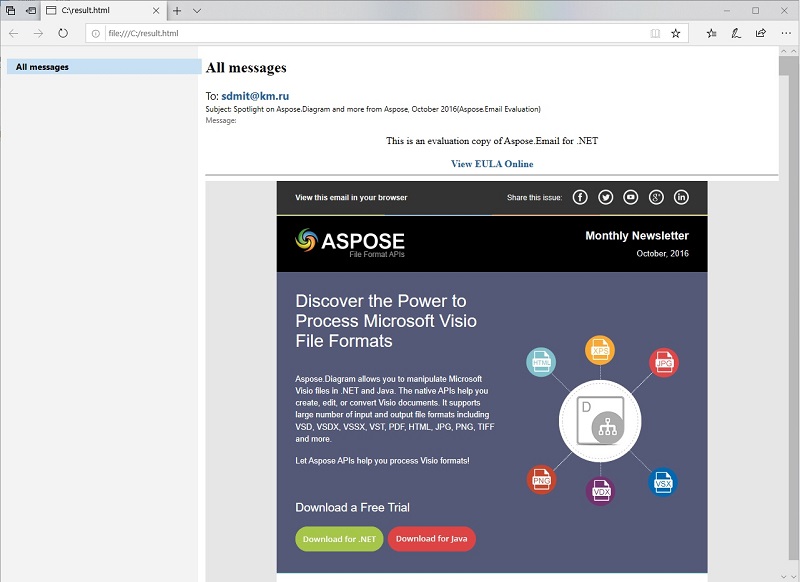 C:\result.html
file:///C:/result.html
All messages
All messages
To: sdmit@km.ru
Subject: Spotlight on Aspose.Diagram and more from Aspose, October 2016(Aspose.Email Evaluation)
Message:
This is an evaluation copy of Aspose.Email for .NET
View EULA Online
View this email in your browser
Share this issue:
ASPOSE
File Format APIs
Monthly Newsletter
October, 2016
Discover the Power to
Process Microsoft Visio
File Formats
Aspose.Diagram allows you to manipulate Microsoft
Visio files in .NET and Java. The native APIs help you
create, edit, or convert Visio documents. It supports
large number of input and output file formats including
VSD, VSDX, VSSX, VST, PDF, HTML, JPG, PNG, TIFF
and more.
Let Aspose APIs help you process Visio formats!
HTML
XPS
JPG
D
PNG
VDX
VSX
Download a Free Trial
Download for .NET
Download for Java